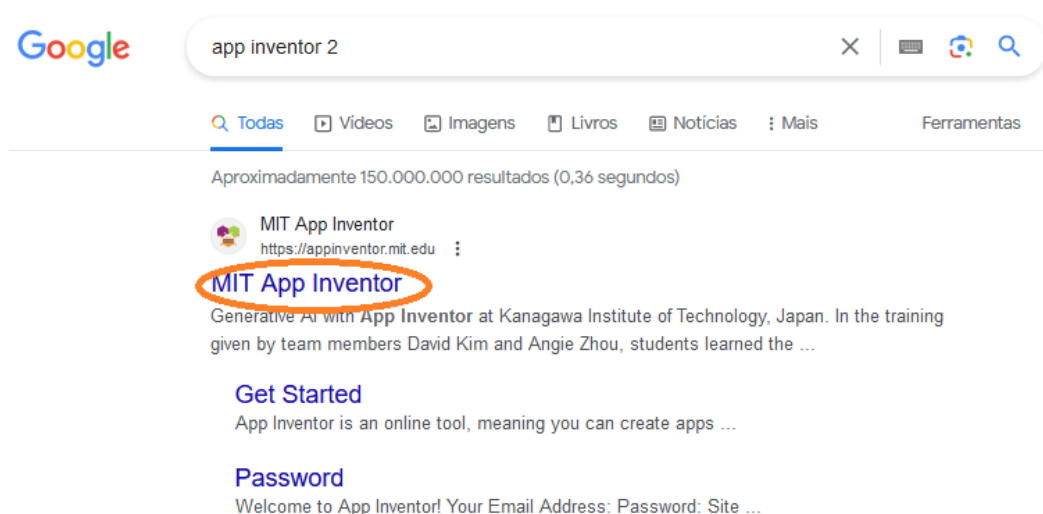 Google
app inventor 2
Todas Vídeos Imagens Livros Notícias Mais Ferramentas
Aproximadamente 150.000.000 resultados (0,36 segundos)
MIT App Inventor
https://appinventor.mit.edu
MIT App Inventor
Generative AI with App Inventor at Kanagawa Institute of Technology, Japan. In the training
given by team members David Kim and Angie Zhou, students learned the ...
Get Started
App Inventor is an online tool, meaning you can create apps ...
Password
Welcome to App Inventor! Your Email Address: Password: Site ...